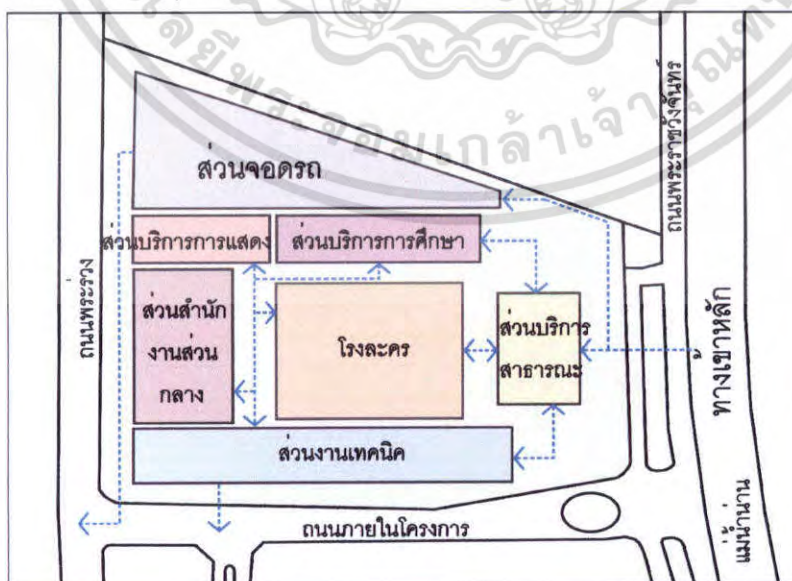 ส่วนจอดรถ
ถนนพระราชวังจันทร์
ส่วนบริการการแสดง
ส่วนบริการการศึกษา
ถนนพระร่วง
ส่วนสำนัก
งานส่วน
กลาง
โรงละคร
ส่วนบริการ
สาธารณะ
ทางเข้าหลัก
ส่วนงานเทคนิค
ถนนภายในโครงการ
แม่น้ำน่าน